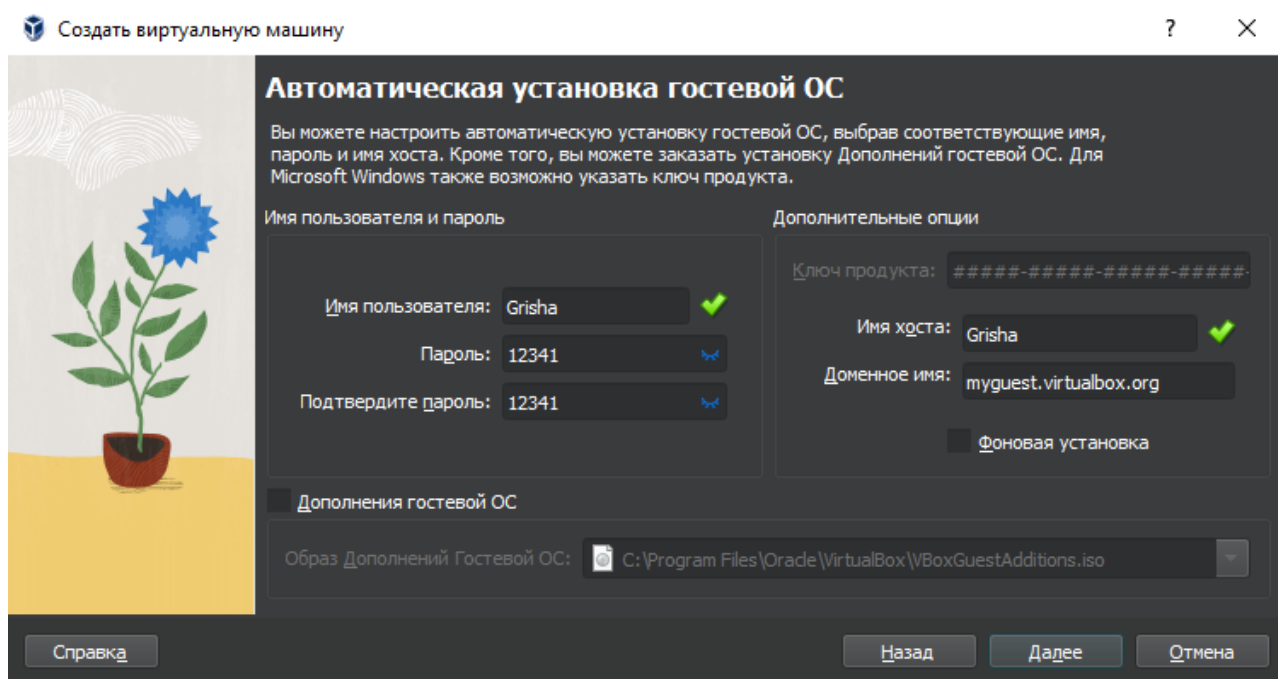 Создать виртуальную машину
Автоматическая установка гостевой ОС
Вы можете настроить автоматическую установку гостевой ОС, выбрав соответствующие имя,
пароль и имя хоста. Кроме того, вы можете заказать установку Дополнений гостевой ОС. Для
Microsoft Windows также возможно указать ключ продукта.
Имя пользователя и пароль
Имя пользователя: Grisha
Пароль: 12341
Подтвердите пароль: 12341
Дополнительные опции
Ключ продукта: #####-#####-#####-#####-
Имя хоста: Grisha
Доменное имя: myguest.virtualbox.org
Фоновая установка
Дополнения гостевой ОС
Образ Дополнений Гостевой ОС: C:\Program Files\Oracle\VirtualBox\VBoxGuestAdditions.iso
Справка Назад Далее Отмена